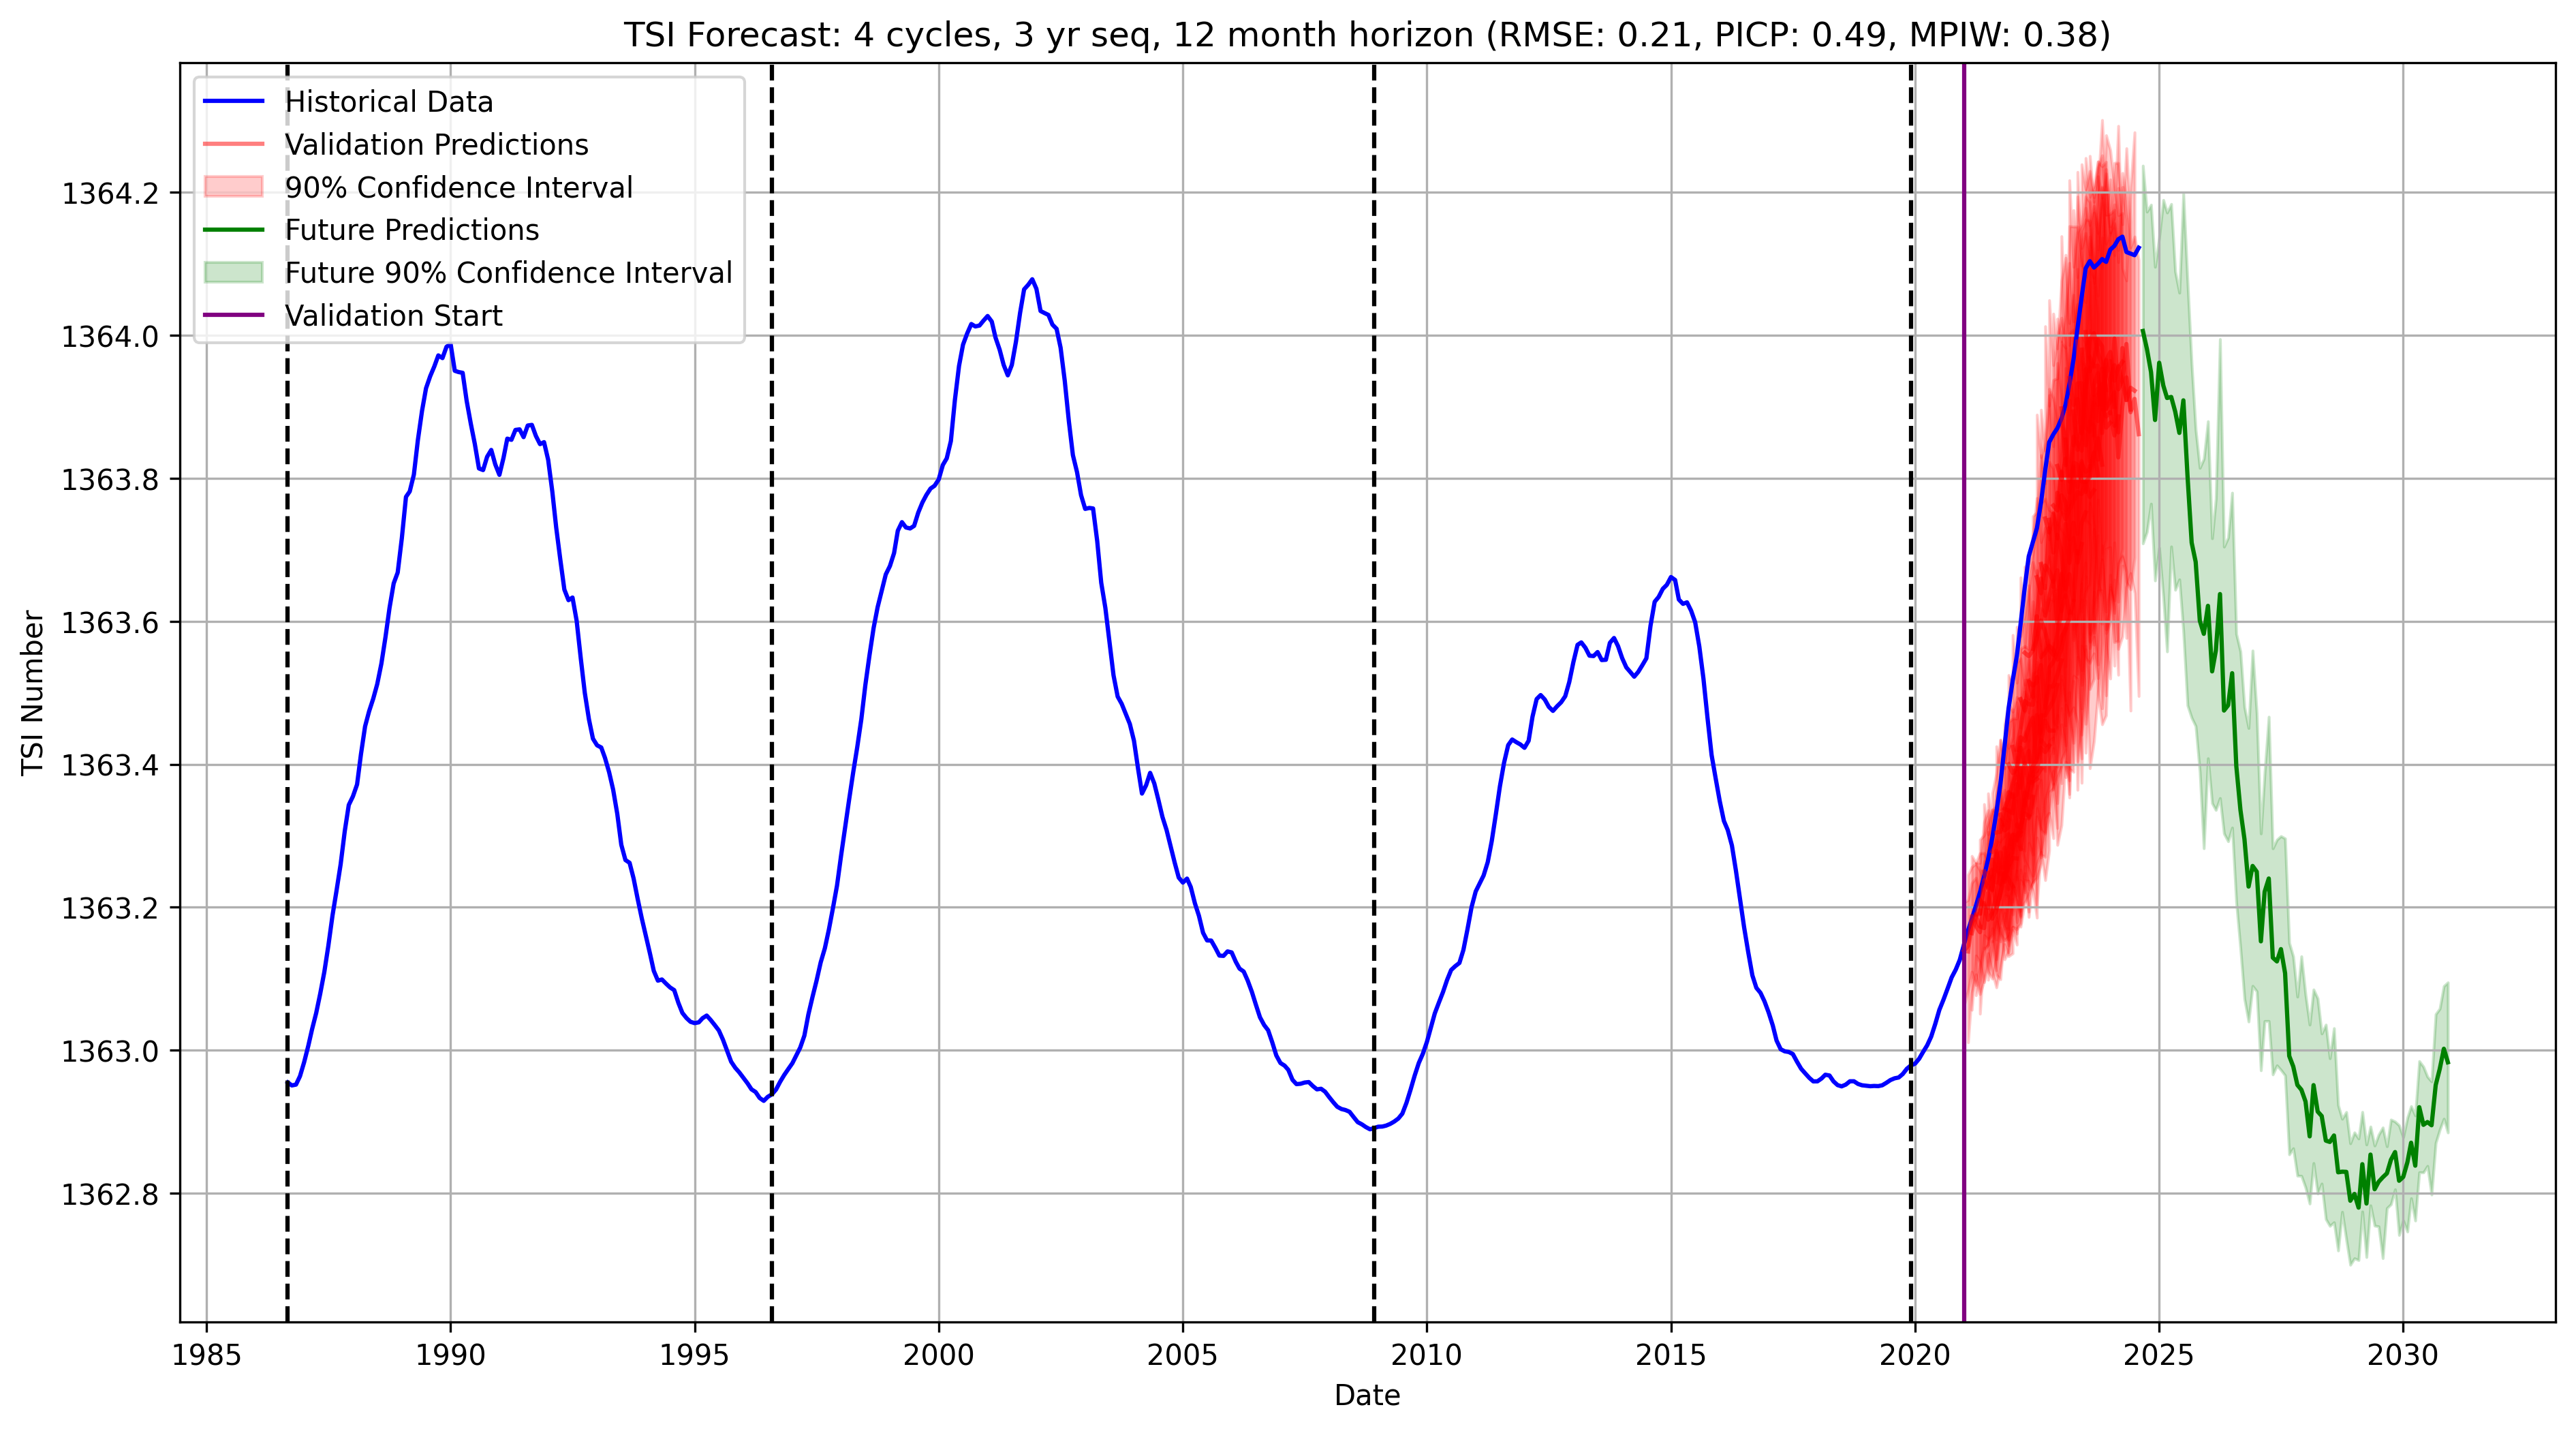 TSI Forecast: 4 cycles, 3 yr seq, 12 month horizon (RMSE: 0.21, PICP: 0.49, MPIW: 0.38)
Historical Data
Validation Predictions
90% Confidence Interval
Future Predictions
Future 90% Confidence Interval
Validation Start
TSI Number
1364.2
1364.0
1363.8
1363.6
1363.4
1363.2
1363.0
1362.8
1985
1990
1995
2000
2005
2010
2015
2020
2025
2030
Date